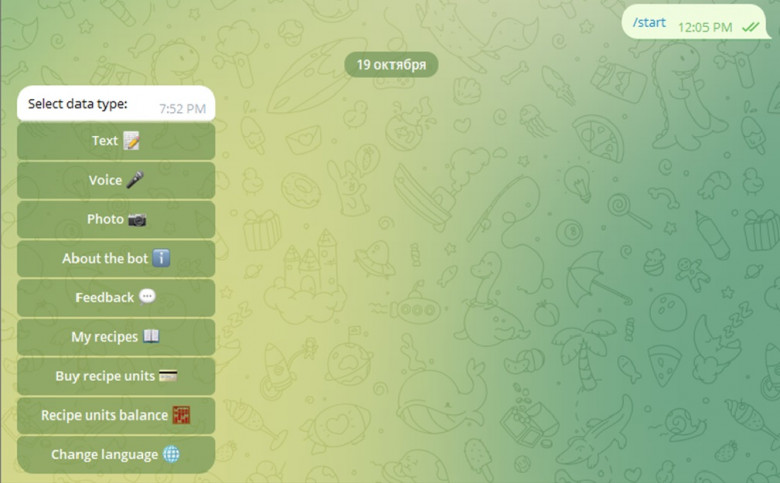 /start 12:05 PM
19 октября
Select data type: 7:52 PM
Text
Voice
Photo
About the bot
Feedback
My recipes
Buy recipe units
Recipe units balance
Change language